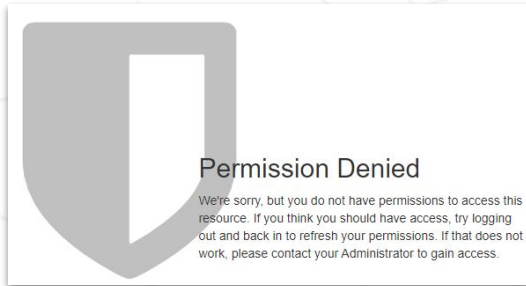 Permission Denied
We're sorry, but you do not have permissions to access this
resource. If you think you should have access, try logging
out and back in to refresh your permissions. If that does not
work, please contact your Administrator to gain access.